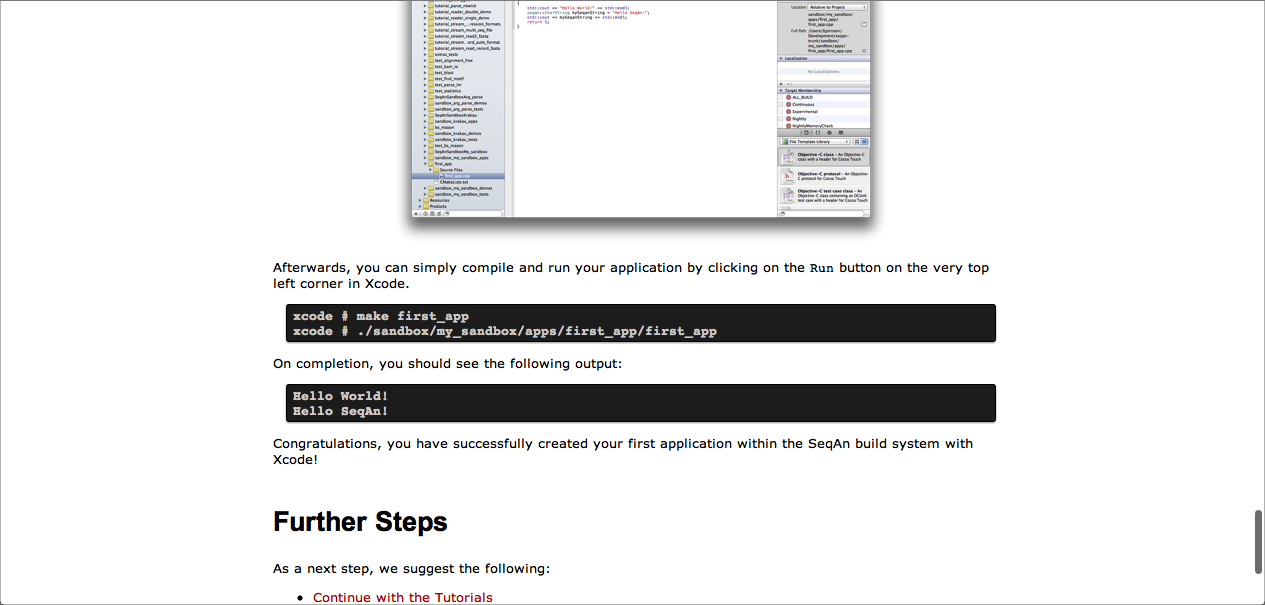 tutorial_parse_newick
tutorial_reader_double_demo
tutorial_reader_single_demo
tutorial_stream_...ression_formats
tutorial_stream_multi_seq_file
tutorial_stream_read2_fastq
tutorial_stream...ord_auto_format
tutorial_stream_read_record_fasta
extras_tests
test_alignment_free
test_bam_io
test_blast
test_find_motif
test_parse_lm
test_statistics
SeqAnSandboxArg_parse
sandbox_arg_parse_demos
sandbox_arg_parse_tests
SeqAnSandboxKrakau
sandbox_krakau_apps
bs_mason
sandbox_krakau_demos
sandbox_krakau_tests
test_bs_mason
SeqAnSandboxMy_sandbox
sandbox_my_sandbox_apps
first_app
Source Files
first_app.cpp
CMakeLists.txt
sandbox_my_sandbox_demos
sandbox_my_sandbox_tests
Resources
Products
{
std::cout << "Hello World!" << std::endl;
seqan::CharString mySeqanString = "Hello SeqAn!";
std::cout << mySeqanString << std::endl;
return 1;
}
Location Relative to Project
sandbox/my_sandbox/
apps/first_app/
first_app.cpp
Full Path /Users/bjoernson/
Development/seqan-
trunk/sandbox/
my_sandbox/apps/
first_app/first_app.cpp
Localization
No Localizations
Target Membership
ALL_BUILD
Continuous
Experimental
Nightly
NightlyMemoryCheck
File Template Library
Objective-C class - An Objective-C
class with a header for Cocoa Touch
Objective-C protocol - An Objective-
C protocol for Cocoa Touch
Objective-C test case class - An
Objective-C class containing an OCUnit
test case with a header for Cocoa Touch
Afterwards, you can simply compile and run your application by clicking on the Run button on the very top
left corner in Xcode.
xcode # make first_app
xcode # ./sandbox/my_sandbox/apps/first_app/first_app
On completion, you should see the following output:
Hello World!
Hello SeqAn!
Congratulations, you have successfully created your first application within the SeqAn build system with
Xcode!
Further Steps
As a next step, we suggest the following:
• Continue with the Tutorials